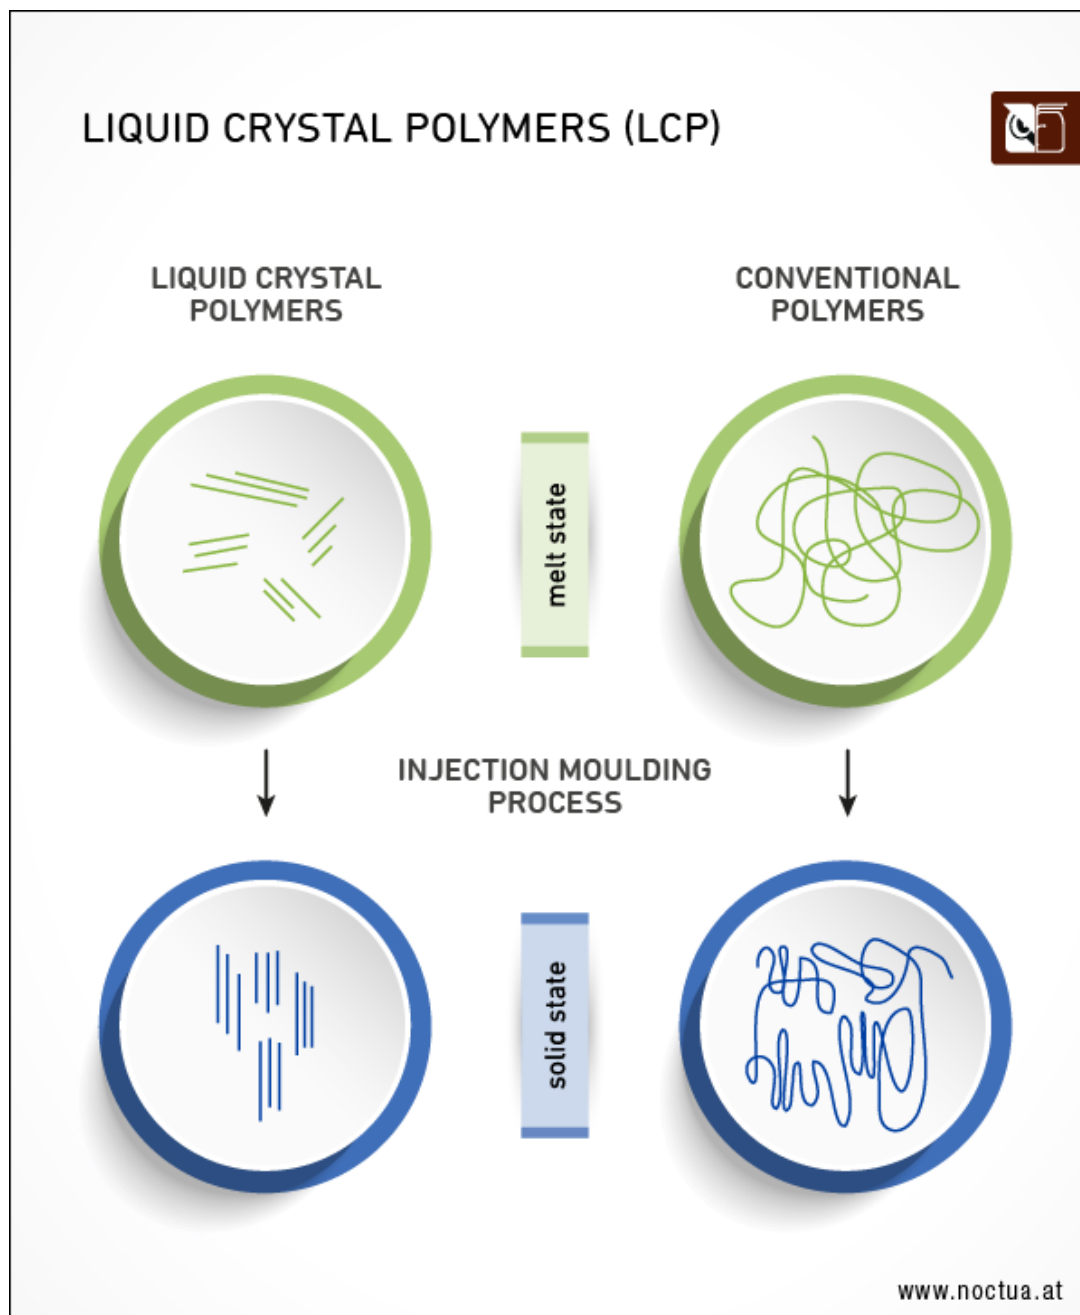 LIQUID CRYSTAL POLYMERS (LCP)
LIQUID CRYSTAL
POLYMERS
CONVENTIONAL
POLYMERS
melt state
INJECTION MOULDING
PROCESS
solid state
www.noctua.at